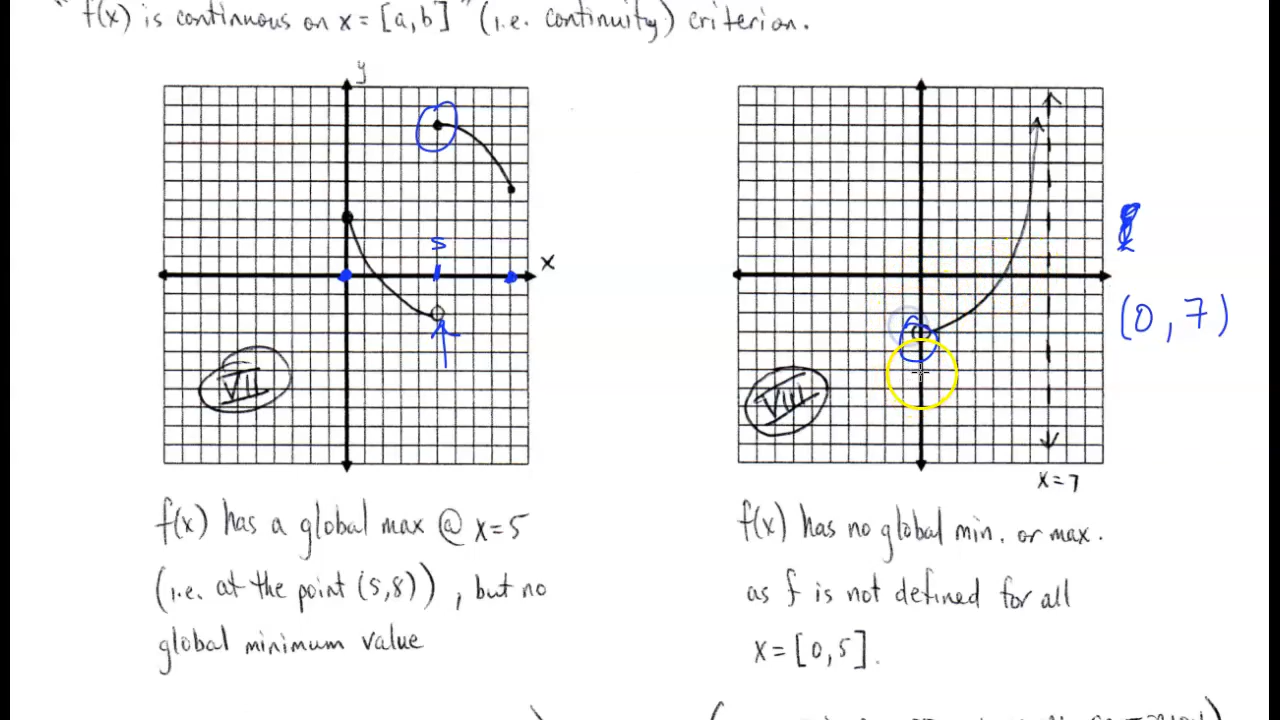 "f(x) is continuous on x = [a,b]" (i.e. continuity) criterion.
y
5
x
VII
(0, 7)
VIII
x = 7
f(x) has a global max @ x = 5
(i.e. at the point (5,8)), but no
global minimum value
f(x) has no global min. or max.
as f is not defined for all
x = [0,5].